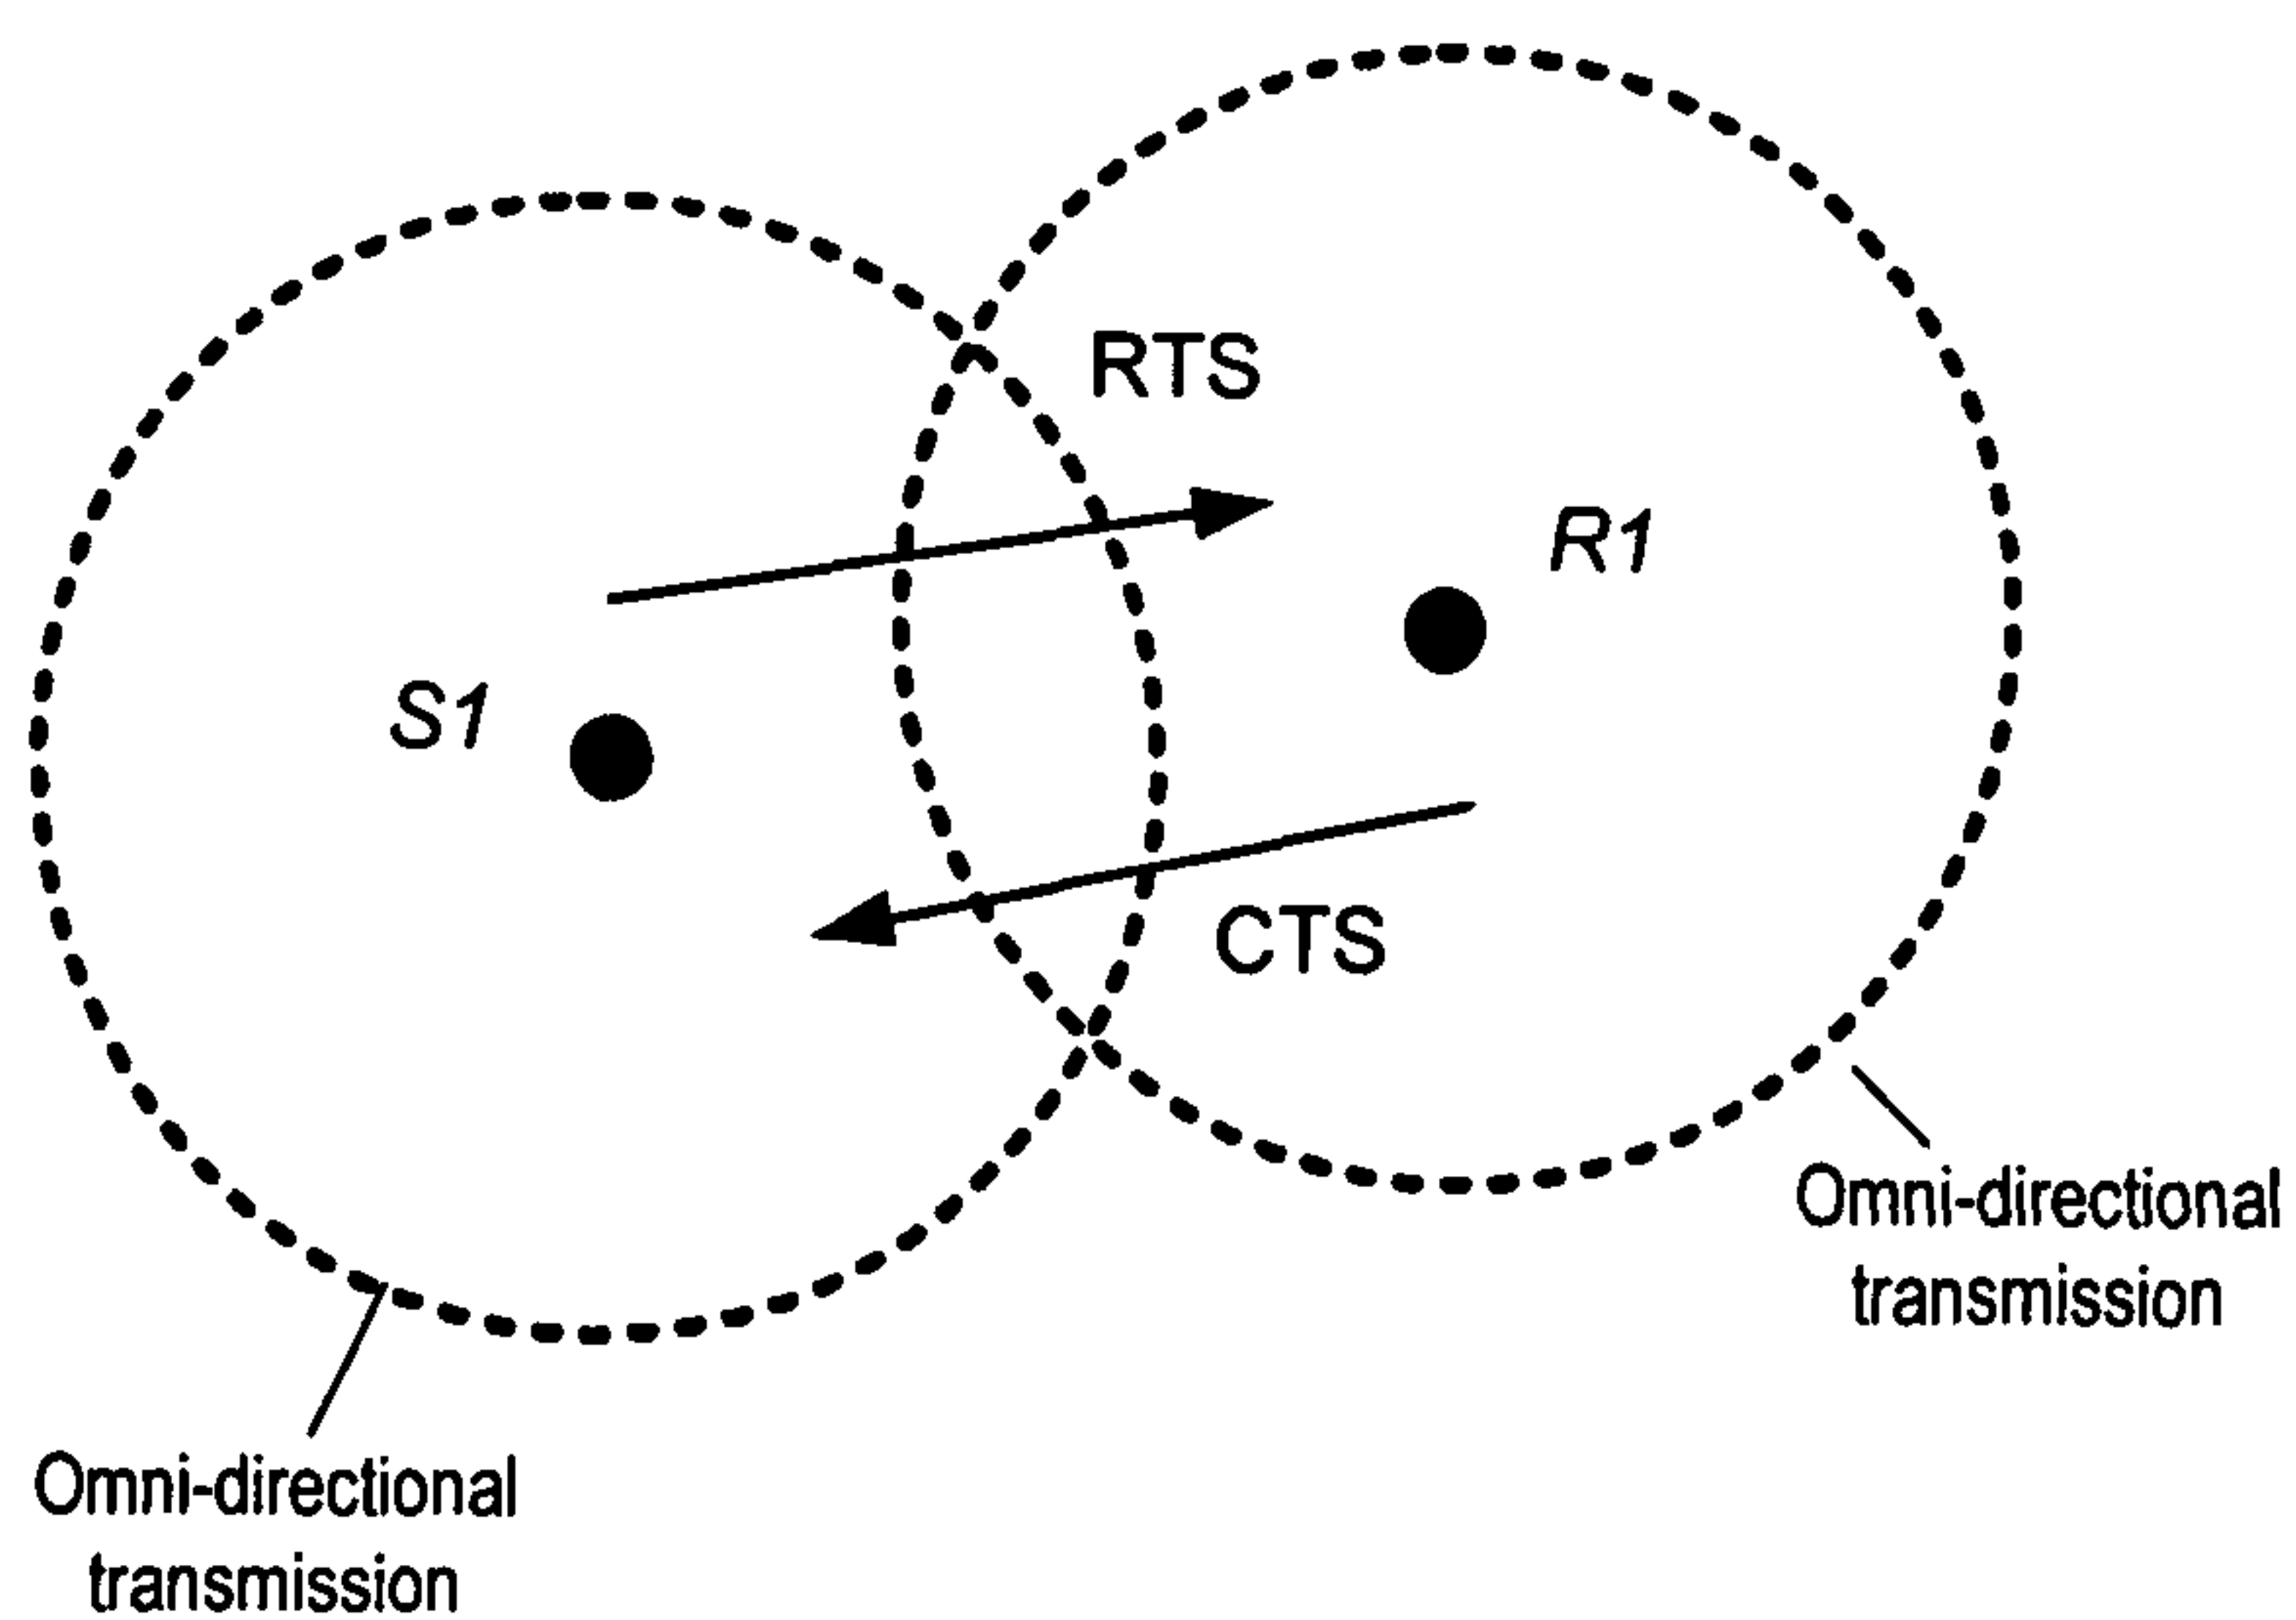 RTS
R1
S1
CTS
Omni-directional
transmission
Omni-directional
transmission